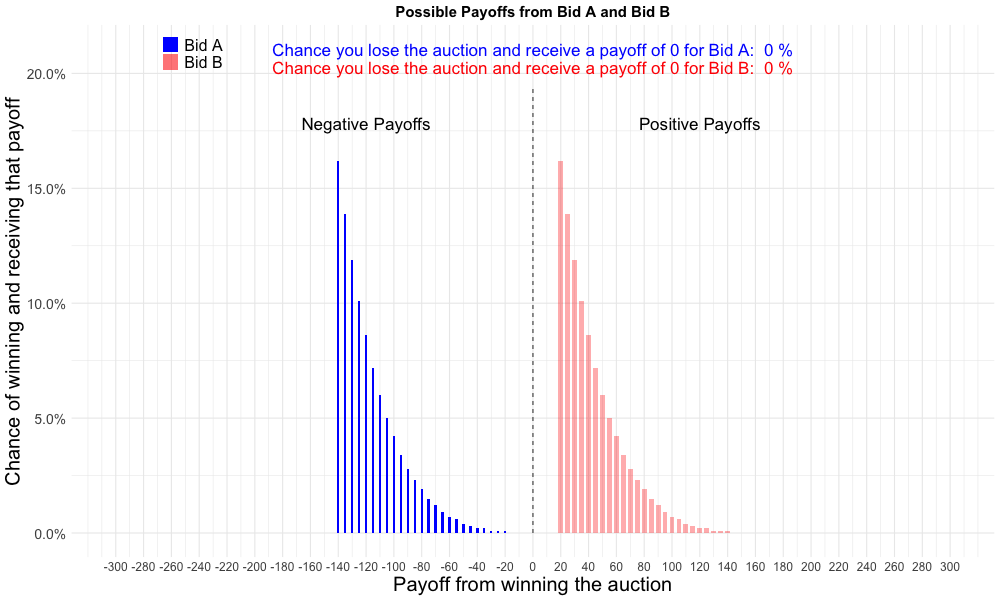 Possible Payoffs from Bid A and Bid B
Bid A
Bid B
Chance you lose the auction and receive a payoff of 0 for Bid A:  0 %
Chance you lose the auction and receive a payoff of 0 for Bid B:  0 %
Negative Payoffs
Positive Payoffs
Chance of winning and receiving that payoff
20.0%
15.0%
10.0%
5.0%
0.0%
-300 -280 -260 -240 -220 -200 -180 -160 -140 -120 -100 -80 -60 -40 -20 0 20 40 60 80 100 120 140 160 180 200 220 240 260 280 300
Payoff from winning the auction